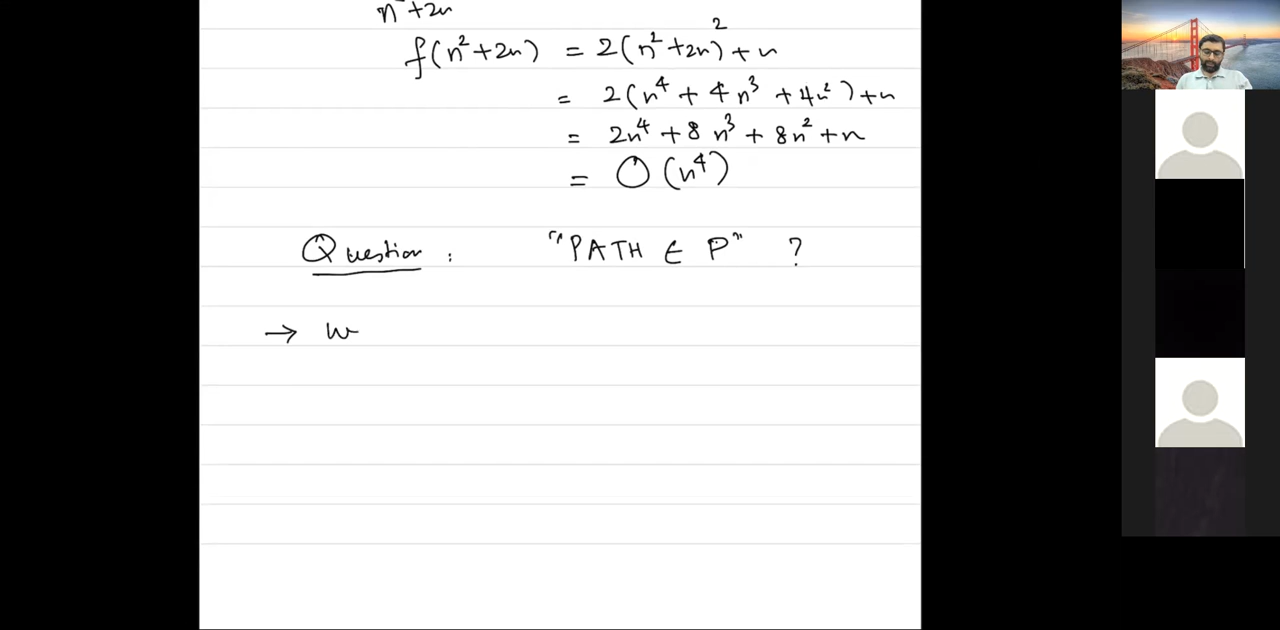 n²+2n
f(n²+2n) = 2(n²+2n)² + n
= 2(n⁴ + 4n³ + 4n²) + n
= 2n⁴ + 8n³ + 8n² + n
= O(n⁴)
Question : "PATH ∈ P" ?
→ w